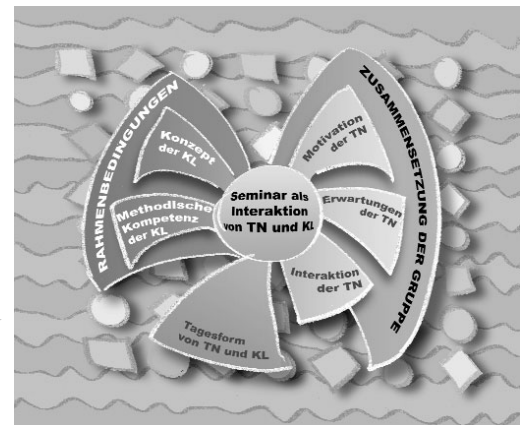 RAHMENBEDINGUNGEN
Konzept
der KL
Methodische
Kompetenz
der KL
Seminar als
Interaktion
von TN und KL
Tagesform
von TN und KL
ZUSAMMENSETZUNG DER GRUPPE
Motivation
der TN
Erwartungen
der TN
Interaktion
der TN